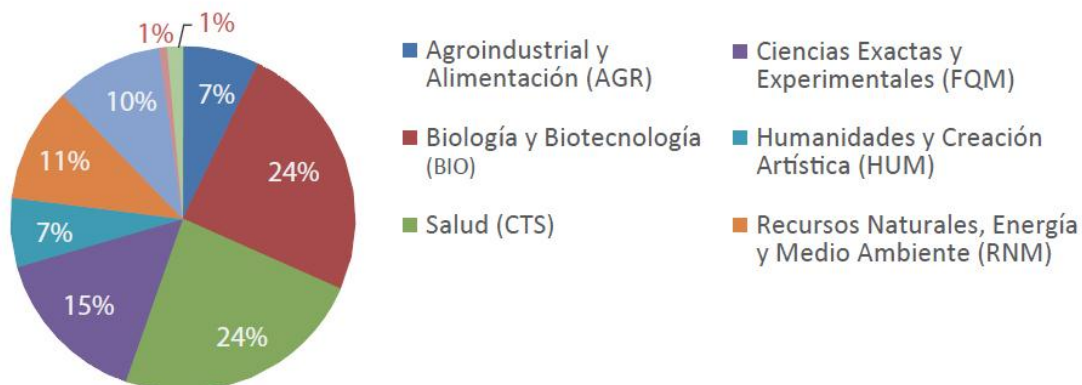 1%
1%
7%
10%
24%
11%
7%
15%
24%
Agroindustrial y
Alimentación (AGR)
Biología y Biotecnología
(BIO)
Salud (CTS)
Ciencias Exactas y
Experimentales (FQM)
Humanidades y Creación
Artística (HUM)
Recursos Naturales, Energía
y Medio Ambiente (RNM)